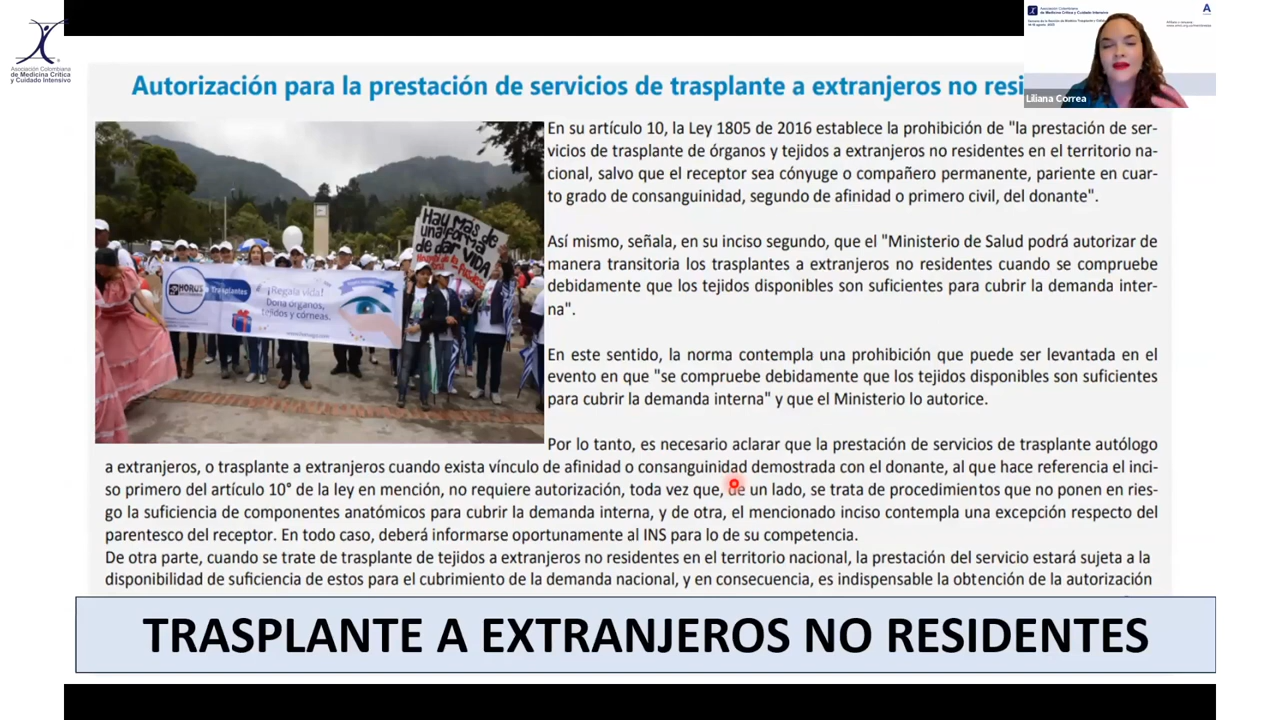 Asociación Colombiana
de Medicina Crítica
y Cuidado Intensivo
Asociación Colombiana
de Medicina Crítica y Cuidado Intensivo
A
Liliana Correa
Autorización para la prestación de servicios de trasplante a extranjeros no resi
¡Regala vida!
Dona órganos,
tejidos y córneas.
HORUS
Trasplantes
Hay más de
una forma
de dar VIDA
En su artículo 10, la Ley 1805 de 2016 establece la prohibición de "la prestación de ser-
vicios de trasplante de órganos y tejidos a extranjeros no residentes en el territorio na-
cional, salvo que el receptor sea cónyuge o compañero permanente, pariente en cuar-
to grado de consanguinidad, segundo de afinidad o primero civil, del donante".
Así mismo, señala, en su inciso segundo, que el "Ministerio de Salud podrá autorizar de
manera transitoria los trasplantes a extranjeros no residentes cuando se compruebe
debidamente que los tejidos disponibles son suficientes para cubrir la demanda inter-
na".
En este sentido, la norma contempla una prohibición que puede ser levantada en el
evento en que "se compruebe debidamente que los tejidos disponibles son suficientes
para cubrir la demanda interna" y que el Ministerio lo autorice.
Por lo tanto, es necesario aclarar que la prestación de servicios de trasplante autólogo
a extranjeros, o trasplante a extranjeros cuando exista vínculo de afinidad o consanguinidad demostrada con el donante, al que hace referencia el inci-
so primero del artículo 10° de la ley en mención, no requiere autorización, toda vez que, de un lado, se trata de procedimientos que no ponen en ries-
go la suficiencia de componentes anatómicos para cubrir la demanda interna, y de otra, el mencionado inciso contempla una excepción respecto del
parentesco del receptor. En todo caso, deberá informarse oportunamente al INS para lo de su competencia.
De otra parte, cuando se trate de trasplante de tejidos a extranjeros no residentes en el territorio nacional, la prestación del servicio estará sujeta a la
disponibilidad de suficiencia de estos para el cubrimiento de la demanda nacional, y en consecuencia, es indispensable la obtención de la autorización
TRASPLANTE A EXTRANJEROS NO RESIDENTES